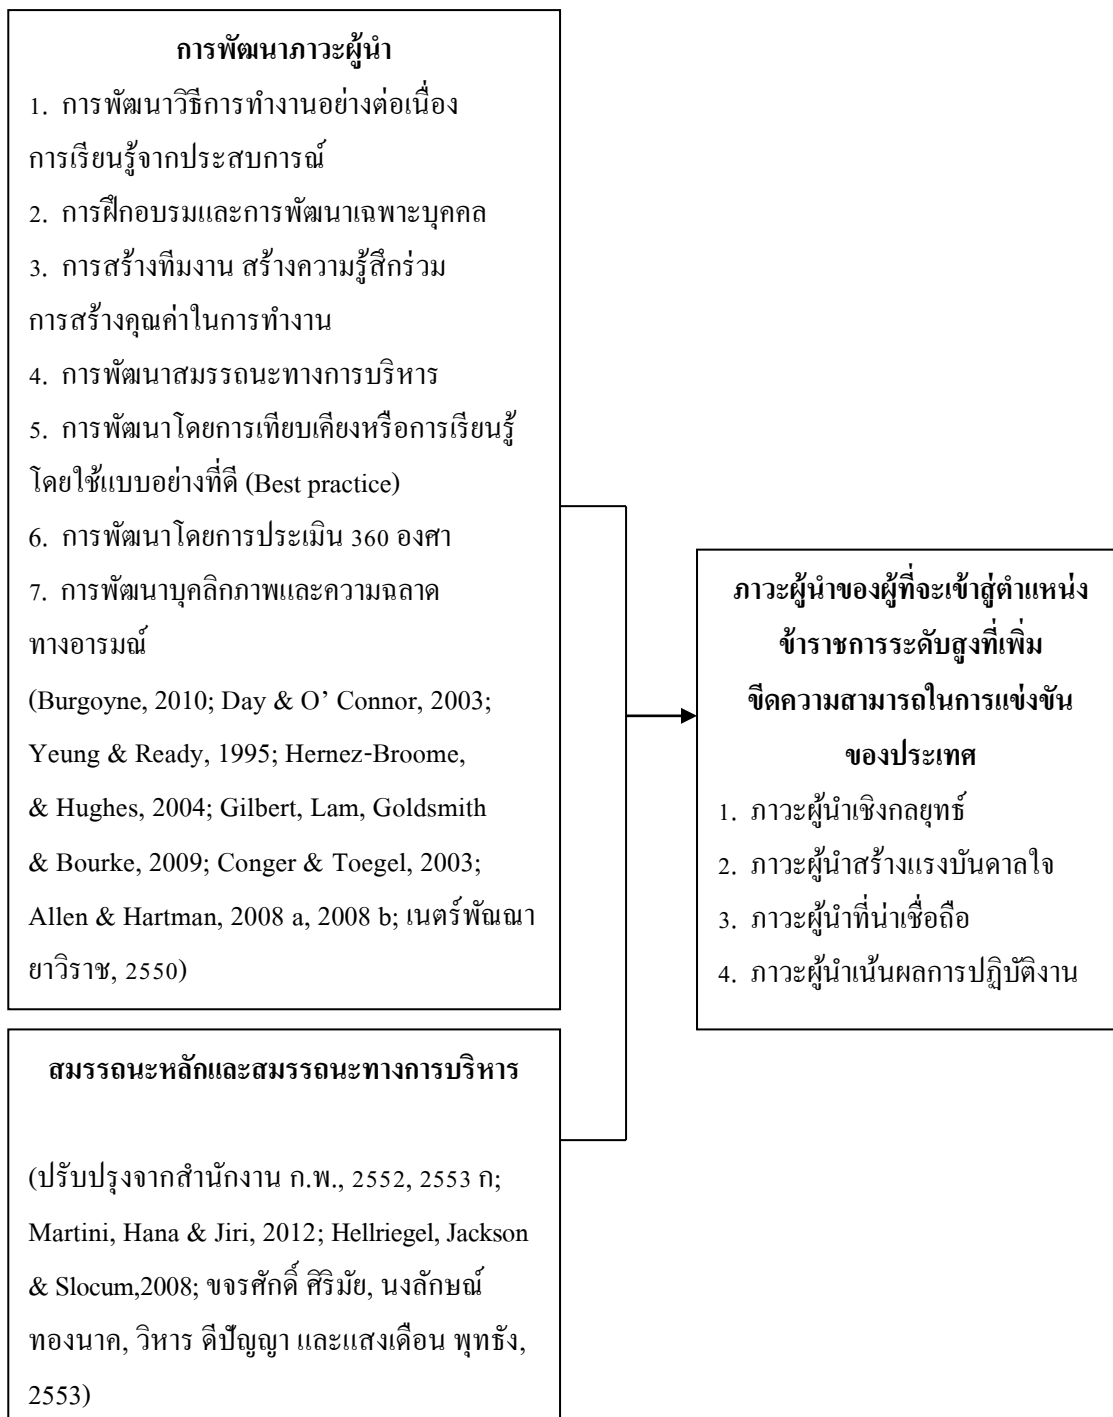 การพัฒนาภาวะผู้นำ
1. การพัฒนาวิธีการทำงานอย่างต่อเนื่อง
การเรียนรู้จากประสบการณ์
2. การฝึกอบรมและการพัฒนาเฉพาะบุคคล
3. การสร้างทีมงาน สร้างความรู้สึกร่วม
การสร้างคุณค่าในการทำงาน
4. การพัฒนาสมรรถนะทางการบริหาร
5. การพัฒนาโดยการเทียบเคียงหรือการเรียนรู้
โดยใช้แบบอย่างที่ดี (Best practice)
6. การพัฒนาโดยการประเมิน 360 องศา
7. การพัฒนาบุคลิกภาพและความฉลาด
ทางอารมณ์
(Burgoyne, 2010; Day & O’ Connor, 2003;
Yeung & Ready, 1995; Hernez-Broome,
& Hughes, 2004; Gilbert, Lam, Goldsmith
& Bourke, 2009; Conger & Toegel, 2003;
Allen & Hartman, 2008 a, 2008 b; เนตร์พัณณา
ยาวิราช, 2550)
สมรรถนะหลักและสมรรถนะทางการบริหาร
(ปรับปรุงจากสำนักงาน ก.พ., 2552, 2553 ก;
Martini, Hana & Jiri, 2012; Hellriegel, Jackson
& Slocum,2008; ขจรศักดิ์ ศิริมัย, นงลักษณ์
ทองนาค, วิหาร ดีปัญญา และแสงเดือน พุทธัง,
2553)
ภาวะผู้นำของผู้ที่จะเข้าสู่ตำแหน่ง
ข้าราชการระดับสูงที่เพิ่ม
ขีดความสามารถในการแข่งขัน
ของประเทศ
1. ภาวะผู้นำเชิงกลยุทธ์
2. ภาวะผู้นำสร้างแรงบันดาลใจ
3. ภาวะผู้นำที่น่าเชื่อถือ
4. ภาวะผู้นำเน้นผลการปฏิบัติงาน